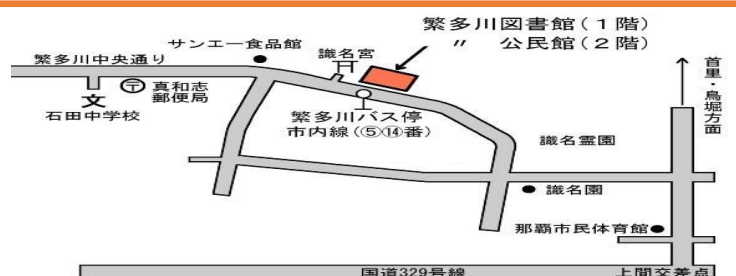 繁多川図書館(1階)
〃 公民館(2階)
サンエー食品館
識名宮
繁多川中央通り
首里・鳥堀方面
〒 真和志
郵便局
文
石田中学校
繁多川バス停
市内線(⑤⑭番)
識名霊園
識名園
那覇市民体育館
国道329号線
上間交差点